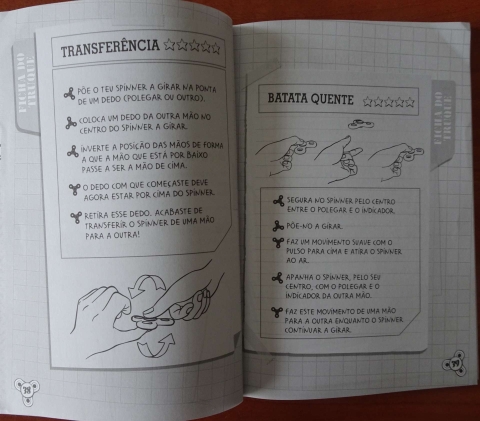 FICHA DO
TRUQUE
TRANSFERÊNCIA
PÕE O TEU SPINNER A GIRAR NA PONTA
DE UM DEDO (POLEGAR OU OUTRO).
COLOCA UM DEDO DA OUTRA MÃO NO
CENTRO DO SPINNER A GIRAR.
INVERTE A POSIÇÃO DAS MÃOS DE FORMA
A QUE A MÃO QUE ESTÁ POR BAIXO
PASSE A SER A MÃO DE CIMA.
O DEDO COM QUE COMEÇASTE DEVE
AGORA ESTAR POR CIMA DO SPINNER.
RETIRA ESSE DEDO. ACABASTE DE
TRANSFERIR O SPINNER DE UMA MÃO
PARA A OUTRA!
78
BATATA QUENTE
FICHA DO
TRUQUE
SEGURA NO SPINNER PELO CENTRO
ENTRE O POLEGAR E O INDICADOR.
PÕE-NO A GIRAR.
FAZ UM MOVIMENTO SUAVE COM O
PULSO PARA CIMA E ATIRA O SPINNER
AO AR.
APANHA O SPINNER, PELO SEU
CENTRO, COM O POLEGAR E O
INDICADOR DA OUTRA MÃO.
FAZ ESTE MOVIMENTO DE UMA MÃO
PARA A OUTRA ENQUANTO O SPINNER
CONTINUAR A GIRAR.
79